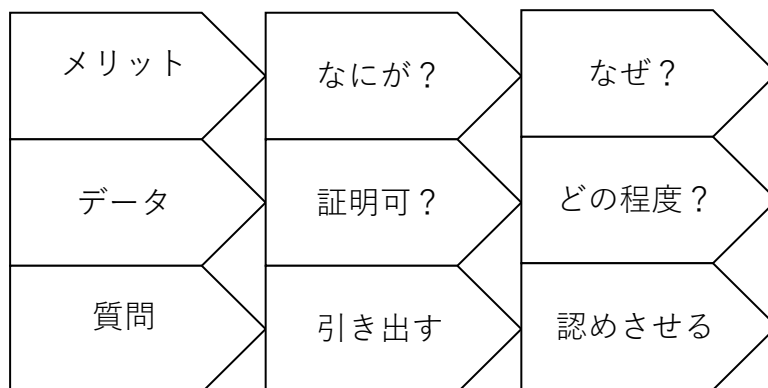 メリット
なにが？
なぜ？
データ
証明可？
どの程度？
質問
引き出す
認めさせる